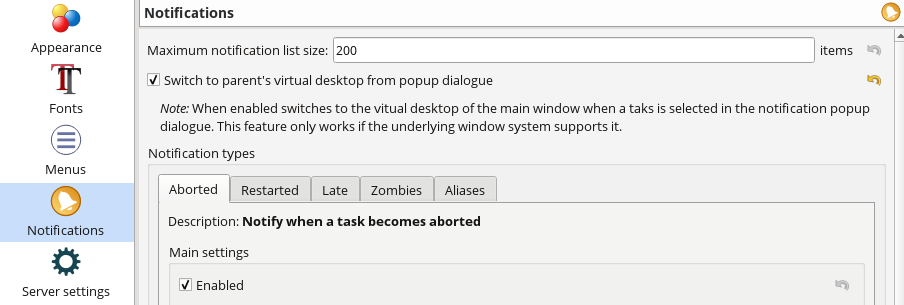 Appearance
Fonts
Menus
Notifications
Server settings
Notifications
Maximum notification list size: 200 items
Switch to parent's virtual desktop from popup dialogue
Note: When enabled switches to the vitual desktop of the main window when a taks is selected in the notification popup
dialogue. This feature only works if the underlying window system supports it.
Notification types
Aborted Restarted Late Zombies Aliases
Description: Notify when a task becomes aborted
Main settings
Enabled